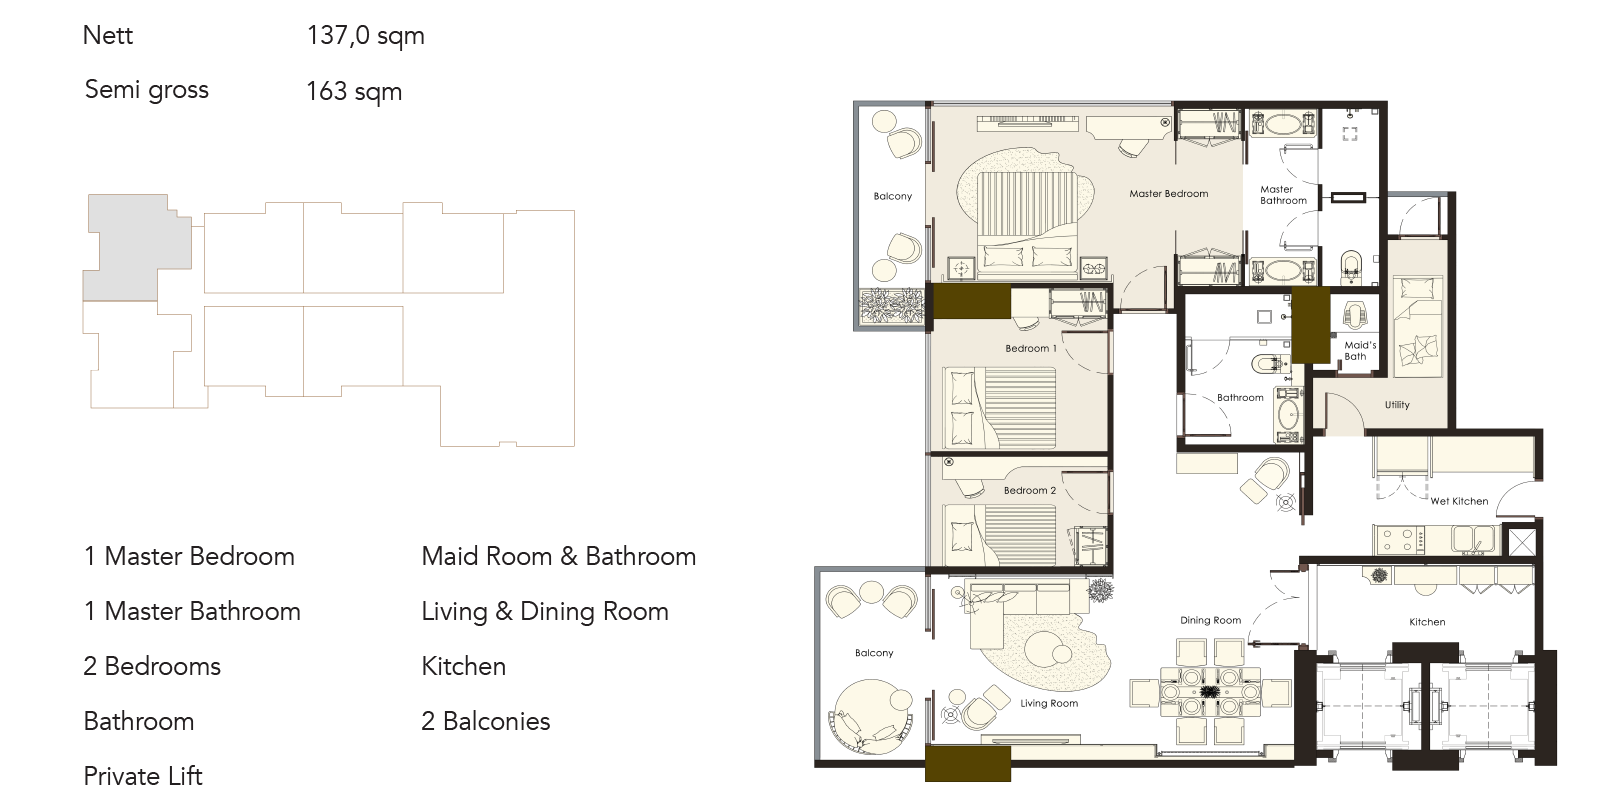 Nett 137,0 sqm
Semi gross 163 sqm
1 Master Bedroom
1 Master Bathroom
2 Bedrooms
Bathroom
Private Lift
Maid Room & Bathroom
Living & Dining Room
Kitchen
2 Balconies
Balcony
Master Bedroom
Master
Bathroom
Bedroom 1
Maid's
Bath
Bathroom
Utility
Bedroom 2
Wet Kitchen
Dining Room
Kitchen
Balcony
Living Room